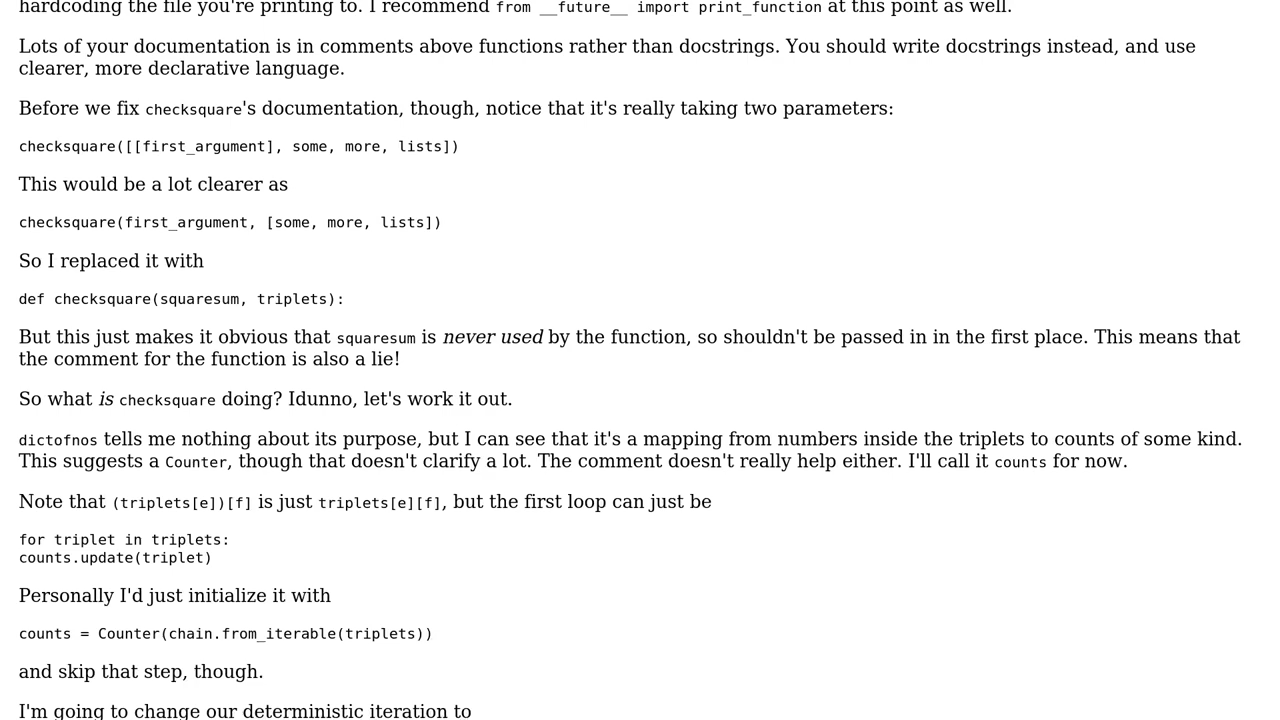 hardcoding the file you're printing to. I recommend from __future__ import print_function at this point as well.
Lots of your documentation is in comments above functions rather than docstrings. You should write docstrings instead, and use
clearer, more declarative language.
Before we fix checksquare's documentation, though, notice that it's really taking two parameters:
checksquare([[first_argument], some, more, lists])
This would be a lot clearer as
checksquare(first_argument, [some, more, lists])
So I replaced it with
def checksquare(squaresum, triplets):
But this just makes it obvious that squaresum is never used by the function, so shouldn't be passed in in the first place. This means that
the comment for the function is also a lie!
So what is checksquare doing? Idunno, let's work it out.
dictofnos tells me nothing about its purpose, but I can see that it's a mapping from numbers inside the triplets to counts of some kind.
This suggests a Counter, though that doesn't clarify a lot. The comment doesn't really help either. I'll call it counts for now.
Note that (triplets[e])[f] is just triplets[e][f], but the first loop can just be
for triplet in triplets:
counts.update(triplet)
Personally I'd just initialize it with
counts = Counter(chain.from_iterable(triplets))
and skip that step, though.
I'm going to change our deterministic iteration to